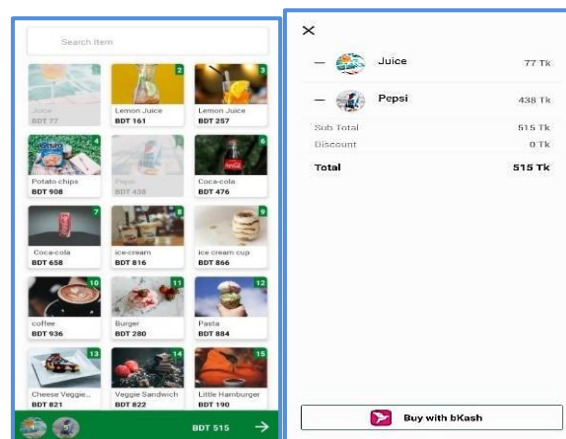 Search Item
2
3
Juice
BDT 77
Lemon Juice
BDT 161
Lemon Juice
BDT 257
4
6
Potato chips
BDT 908
Pepsi
BDT 438
Coca-cola
BDT 476
7
8
9
Coca-cola
BDT 658
ice-cream
BDT 816
ice cream cup
BDT 866
10
11
12
coffee
BDT 936
Burger
BDT 280
Pasta
BDT 884
13
14
15
Cheese Veggie...
BDT 821
Veggie Sandwich
BDT 822
Little Hamburger
BDT 190
BDT 515
Juice 77 Tk
Pepsi 438 Tk
Sub Total 515 Tk
Discount 0 Tk
Total 515 Tk
Buy with bKash